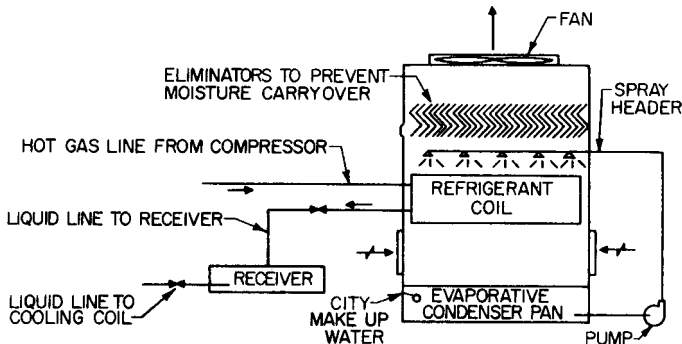 FAN
ELIMINATORS TO PREVENT
MOISTURE CARRYOVER
SPRAY
HEADER
HOT GAS LINE FROM COMPRESSOR
REFRIGERANT
COIL
LIQUID LINE TO RECEIVER
RECEIVER
LIQUID LINE TO
COOLING COIL
CITY
MAKE UP
WATER
EVAPORATIVE
CONDENSER PAN
PUMP